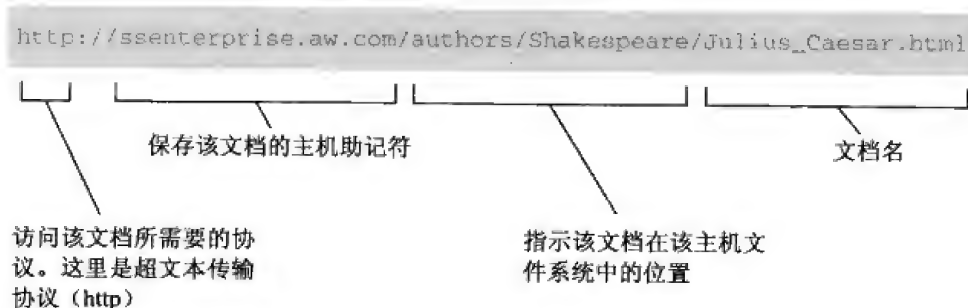 http://ssenterprise.aw.com/authors/Shakespeare/Julius_Caesar.html
保存该文档的主机助记符
文档名
访问该文档所需要的协
议。这里是超文本传输
协议（http）
指示该文档在该主机文
件系统中的位置